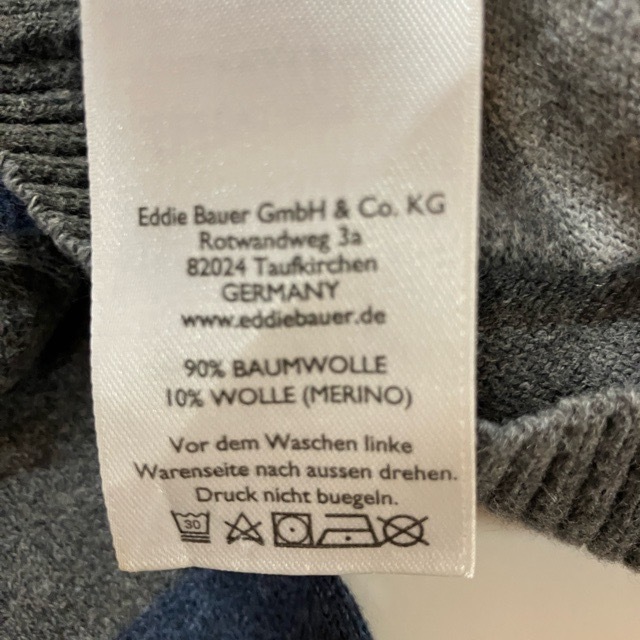 Eddie Bauer GmbH & Co. KG
Rotwandweg 3a
82024 Taufkirchen
GERMANY
www.eddiebauer.de
90% BAUMWOLLE
10% WOLLE (MERINO)
Vor dem Waschen linke
Warenseite nach aussen drehen.
Druck nicht buegeln.
30